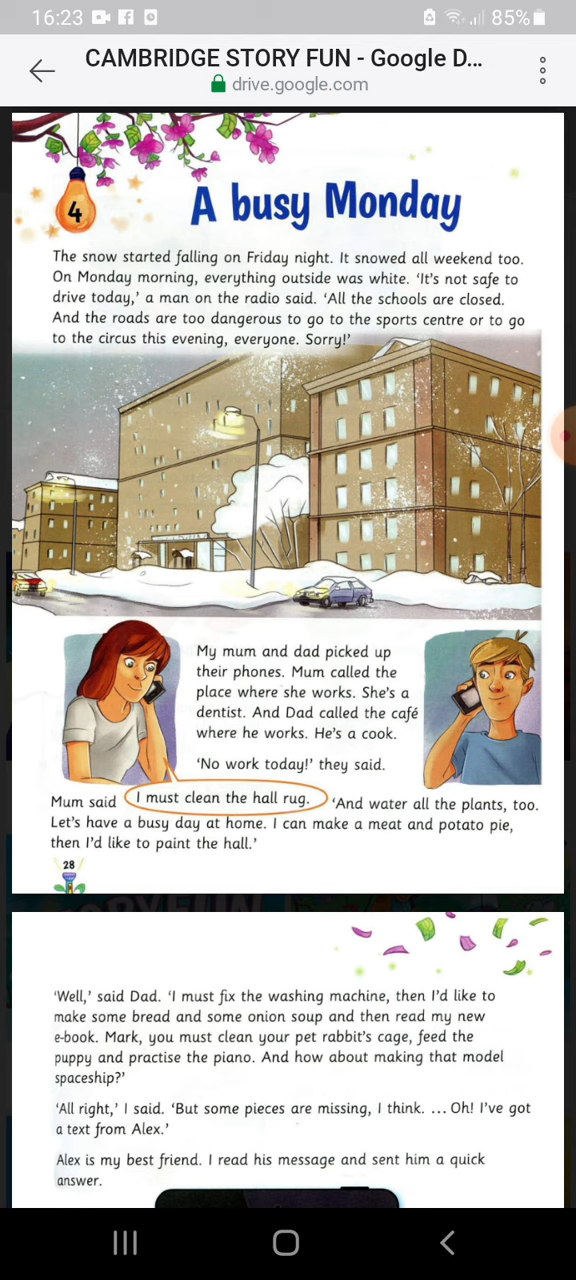 16:23
85%
CAMBRIDGE STORY FUN - Google D...
drive.google.com
4
A busy Monday
The snow started falling on Friday night. It snowed all weekend too.
On Monday morning, everything outside was white. ‘It’s not safe to
drive today,’ a man on the radio said. ‘All the schools are closed.
And the roads are too dangerous to go to the sports centre or to go
to the circus this evening, everyone. Sorry!’
My mum and dad picked up
their phones. Mum called the
place where she works. She’s a
dentist. And Dad called the café
where he works. He’s a cook.
‘No work today!’ they said.
Mum said I must clean the hall rug. ‘And water all the plants, too.
Let’s have a busy day at home. I can make a meat and potato pie,
then I’d like to paint the hall.’
28
‘Well,’ said Dad. ‘I must fix the washing machine, then I’d like to
make some bread and some onion soup and then read my new
e-book. Mark, you must clean your pet rabbit’s cage, feed the
puppy and practise the piano. And how about making that model
spaceship?’
‘All right,’ I said. ‘But some pieces are missing, I think. ... Oh! I’ve got
a text from Alex.’
Alex is my best friend. I read his message and sent him a quick
answer.